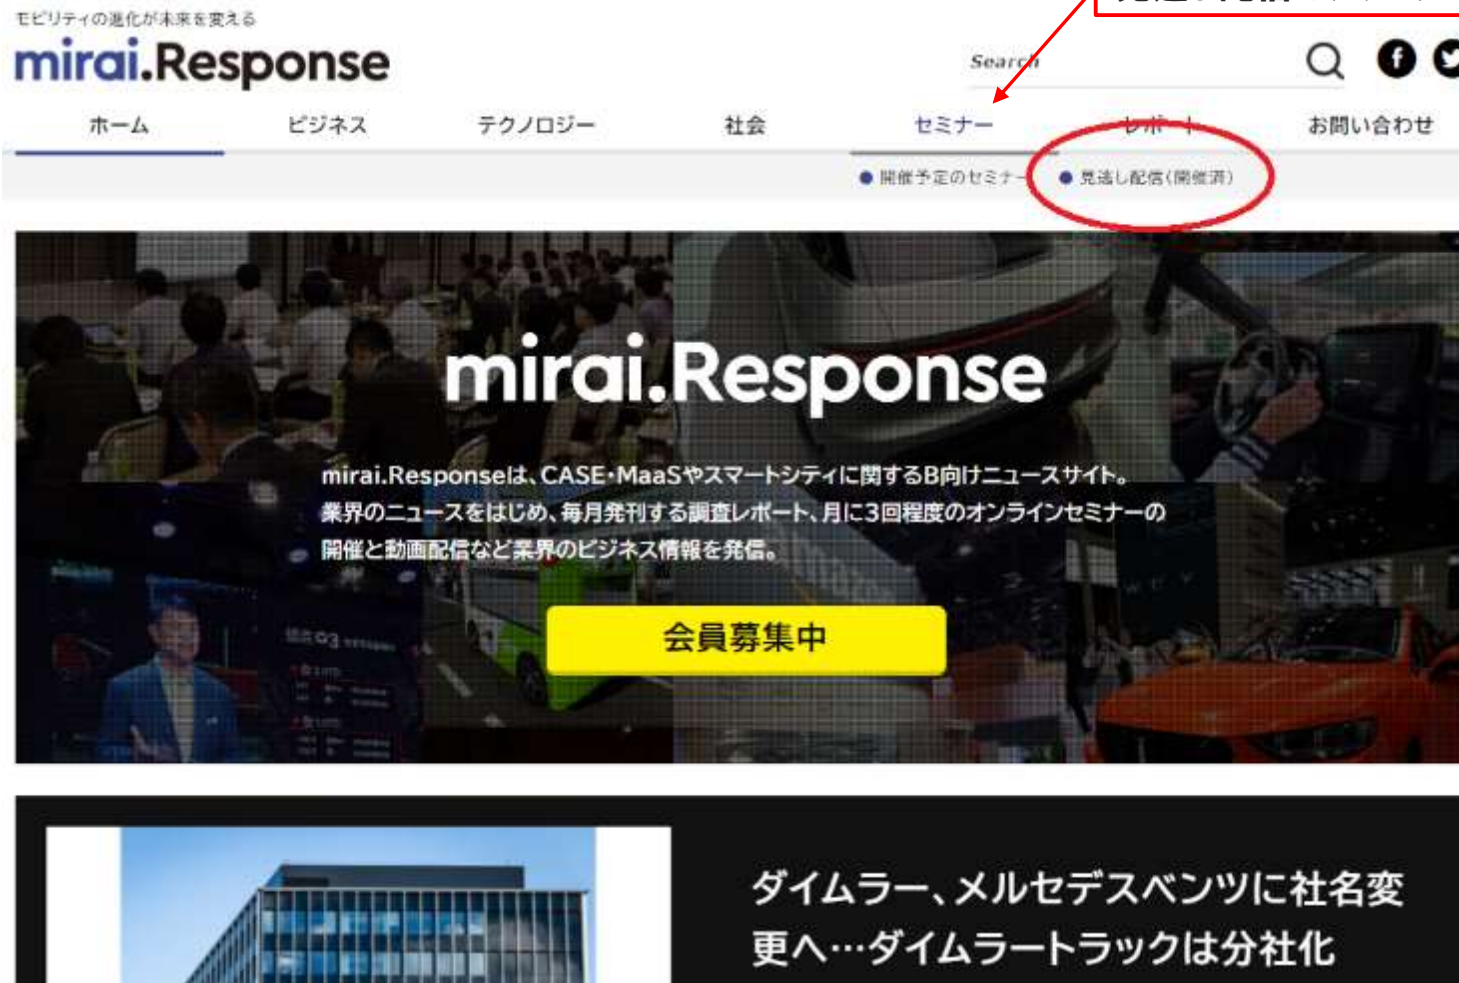 モビリティの進化が未来を変える
mirai.Response
Search
ホーム ビジネス テクノロジー 社会 セミナー レポート お問い合わせ
開催予定のセミナー 見逃し配信(開催済)
mirai.Response
mirai.Responseは、CASE・MaaSやスマートシティに関するB向けニュースサイト。
業界のニュースをはじめ、毎月発刊する調査レポート、月に3回程度のオンラインセミナーの
開催と動画配信など業界のビジネス情報を発信。
会員募集中
ダイムラー、メルセデスベンツに社名変
更へ…ダイムラートラックは分社化